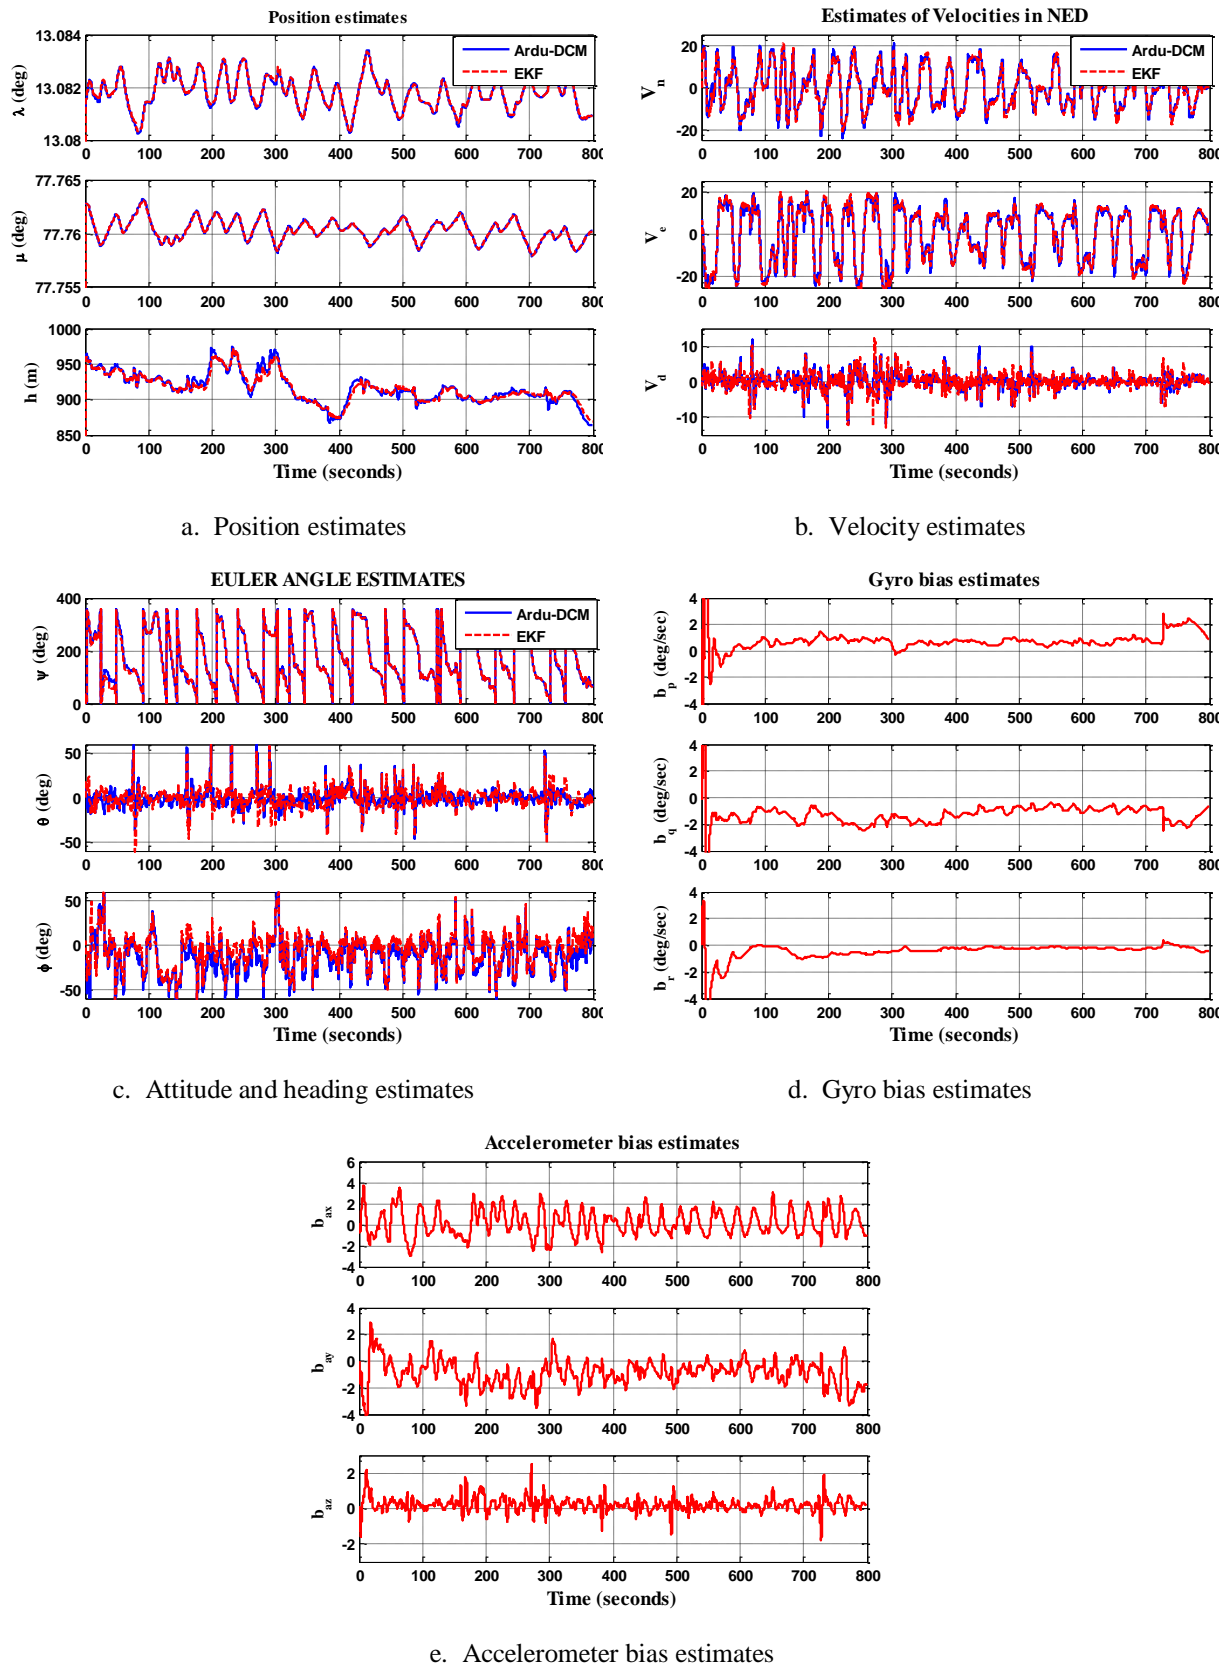 Position estimates
13.084
13.082
13.08
λ (deg)
Ardu-DCM
EKF
0 100 200 300 400 500 600 700 800
77.765
77.76
77.755
μ (deg)
0 100 200 300 400 500 600 700 800
1000
950
900
850
h (m)
0 100 200 300 400 500 600 700 800
Time (seconds)
a. Position estimates
Estimates of Velocities in NED
20
0
-20
V_n
Ardu-DCM
EKF
0 100 200 300 400 500 600 700 800
20
0
-20
V_e
0 100 200 300 400 500 600 700 800
10
0
-10
V_d
0 100 200 300 400 500 600 700 800
Time (seconds)
b. Velocity estimates
EULER ANGLE ESTIMATES
400
200
0
ψ (deg)
Ardu-DCM
EKF
0 100 200 300 400 500 600 700 800
50
0
-50
θ (deg)
0 100 200 300 400 500 600 700 800
50
0
-50
ϕ (deg)
0 100 200 300 400 500 600 700 800
Time (seconds)
c. Attitude and heading estimates
Gyro bias estimates
4
2
0
-2
-4
b_p (deg/sec)
0 100 200 300 400 500 600 700 800
4
2
0
-2
-4
b_q (deg/sec)
0 100 200 300 400 500 600 700 800
4
2
0
-2
-4
b_r (deg/sec)
0 100 200 300 400 500 600 700 800
Time (seconds)
d. Gyro bias estimates
Accelerometer bias estimates
6
4
2
0
-2
-4
b_ax
0 100 200 300 400 500 600 700 800
4
2
0
-2
-4
b_ay
0 100 200 300 400 500 600 700 800
2
0
-2
b_az
0 100 200 300 400 500 600 700 800
Time (seconds)
e. Accelerometer bias estimates